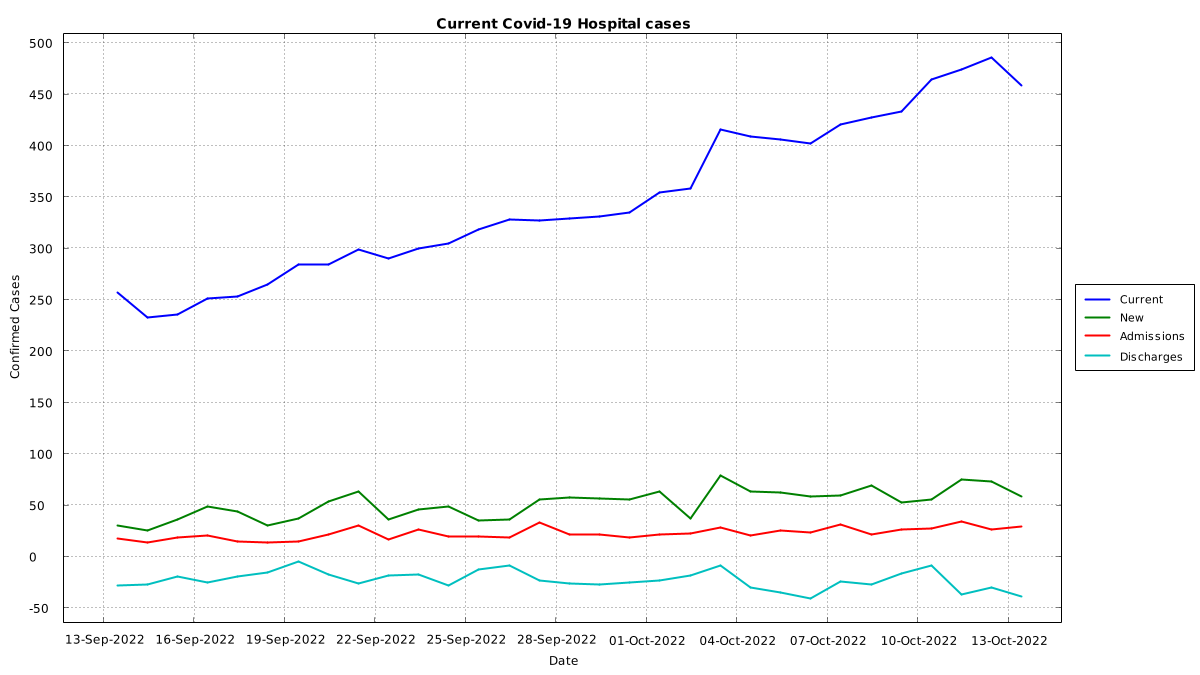 Current Covid-19 Hospital cases
500
450
400
350
300
250
200
150
100
50
0
-50
Confirmed Cases
13-Sep-2022 16-Sep-2022 19-Sep-2022 22-Sep-2022 25-Sep-2022 28-Sep-2022 01-Oct-2022 04-Oct-2022 07-Oct-2022 10-Oct-2022 13-Oct-2022
Date
Current
New
Admissions
Discharges